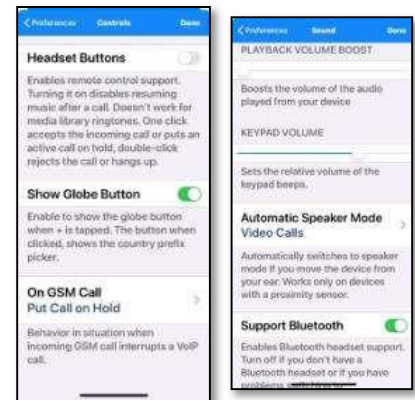 Preferences Controls Done
Headset Buttons
Enables remote control support.
Turning it on disables resuming
music after a call. Doesn't work for
media library ringtones. One click
accepts the incoming call or puts an
active call on hold, double-click
rejects the call or hangs up.
Show Globe Button
Enable to show the globe button
when + is tapped. The button when
clicked, shows the country prefix
picker.
On GSM Call
Put Call on Hold
Behavior in situation when
incoming GSM call interrupts a VoIP
call.
Preferences Sound Done
PLAYBACK VOLUME BOOST
Boosts the volume of the audio
played from your device
KEYPAD VOLUME
Sets the relative volume of the
keypad beeps.
Automatic Speaker Mode
Video Calls
Automatically switches to speaker
mode if you move the device from
your ear. Works only on devices
with a proximity sensor.
Support Bluetooth
Enables Bluetooth headset support.
Turn off if you don't have a
Bluetooth headset or if you have
problems switching to